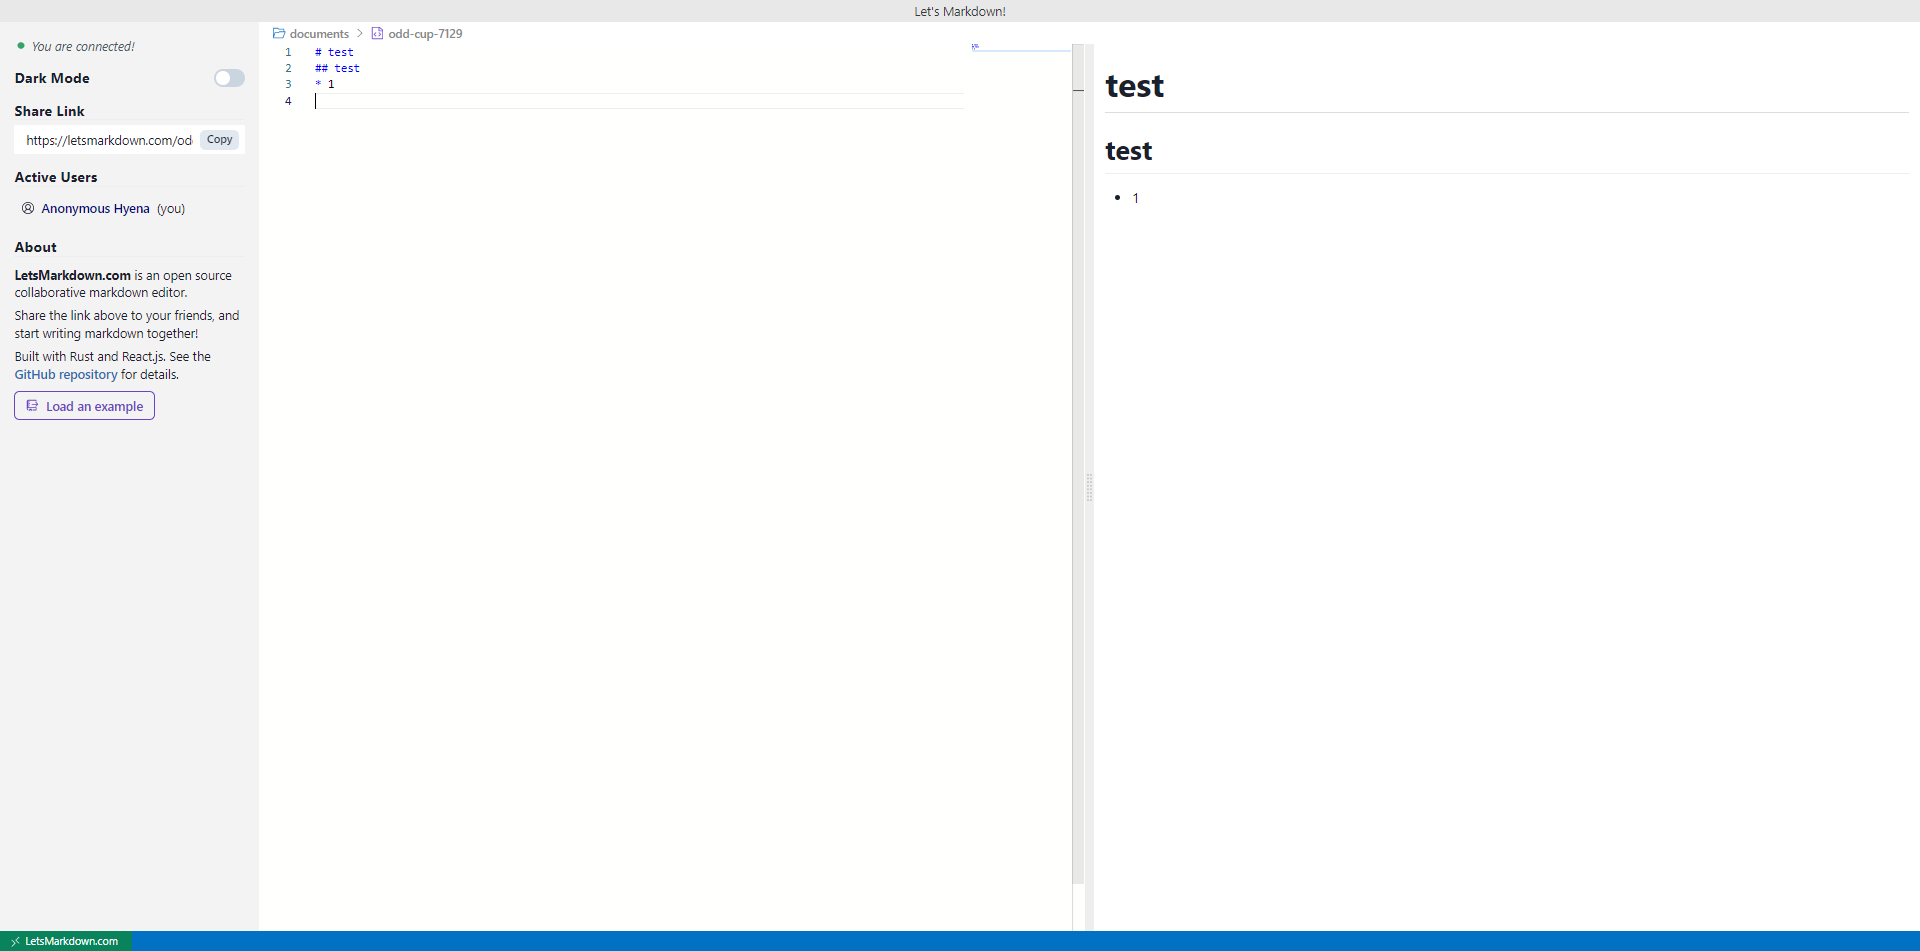 Let's Markdown!
You are connected!
Dark Mode
Share Link
https://letsmarkdown.com/od
Copy
Active Users
Anonymous Hyena (you)
About
LetsMarkdown.com is an open source
collaborative markdown editor.
Share the link above to your friends, and
start writing markdown together!
Built with Rust and React.js. See the
GitHub repository for details.
Load an example
documents > odd-cup-7129
1 # test
2 ## test
3 * 1
4
test
test
• 1
LetsMarkdown.com